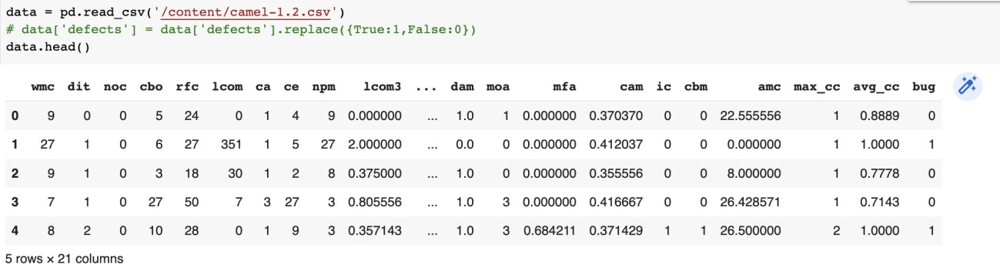 data = pd.read_csv('/content/camel-1.2.csv')
# data['defects'] = data['defects'].replace({True:1,False:0})
data.head()
wmc dit noc cbo rfc lcom ca ce npm lcom3 ... dam moa mfa cam ic cbm amc max_cc avg_cc bug
0 9 0 0 5 24 0 1 4 9 0.000000 ... 1.0 1 0.000000 0.370370 0 0 22.555556 1 0.8889 0
1 27 1 0 6 27 351 1 5 27 2.000000 ... 0.0 0 0.000000 0.412037 0 0 0.000000 1 1.0000 1
2 9 1 0 3 18 30 1 2 8 0.375000 ... 1.0 0 0.000000 0.355556 0 0 8.000000 1 0.7778 0
3 7 1 0 27 50 7 3 27 3 0.805556 ... 1.0 3 0.000000 0.416667 0 0 26.428571 1 0.7143 0
4 8 2 0 10 28 0 1 9 3 0.357143 ... 1.0 3 0.684211 0.371429 1 1 26.500000 2 1.0000 1
5 rows × 21 columns